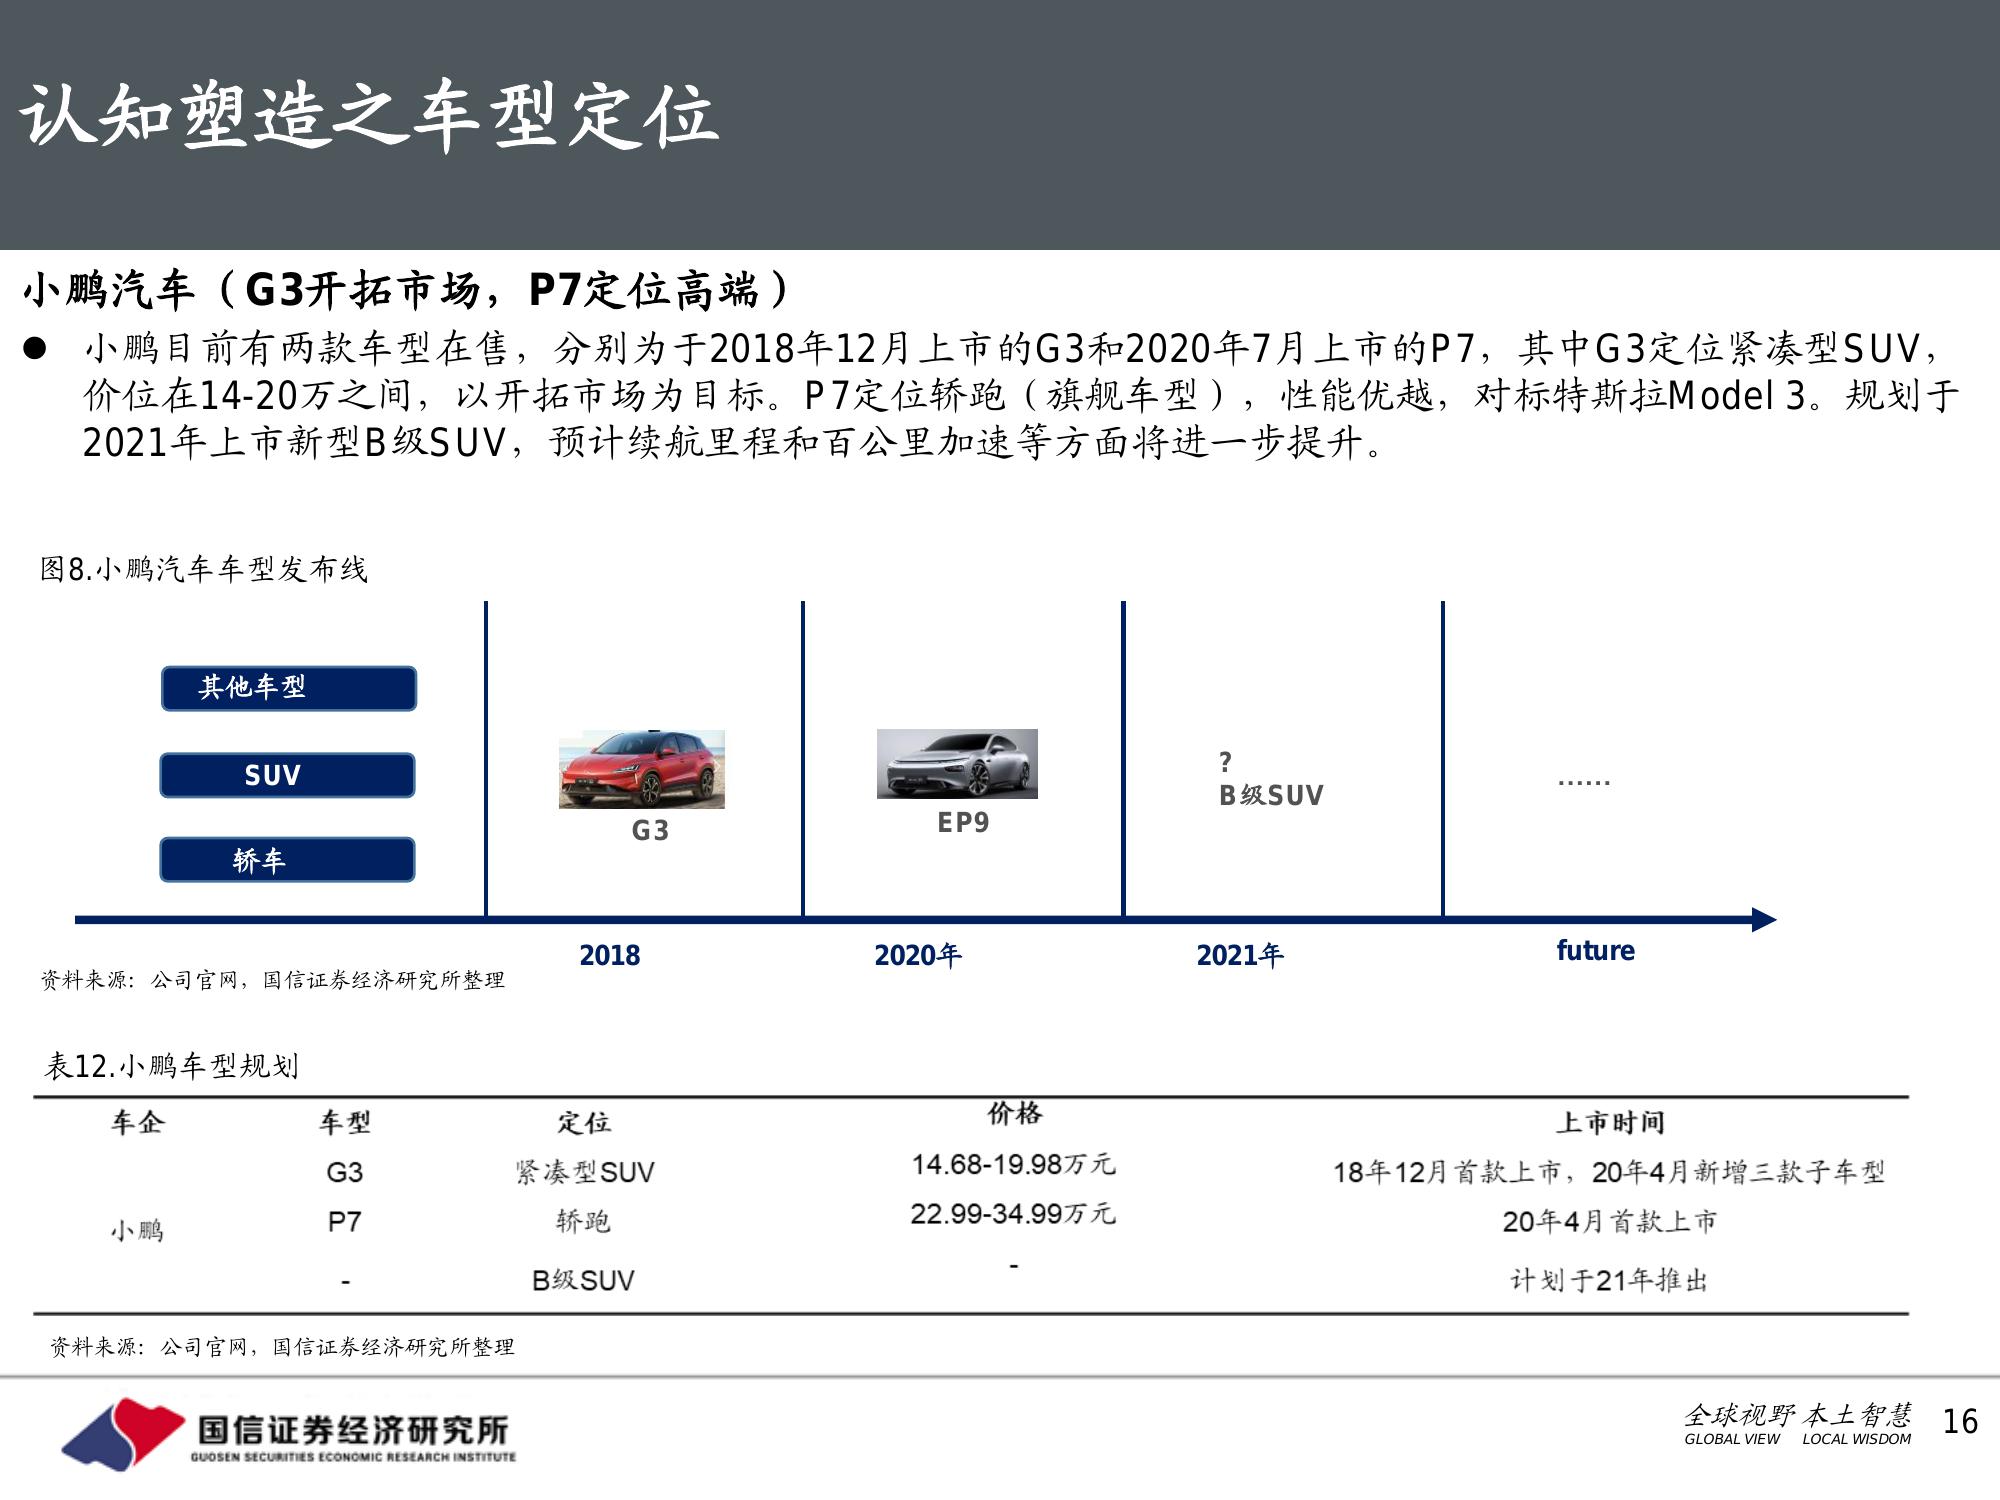 认知塑造之车型定位
小鹏汽车（G3开拓市场，P7定位高端）
● 小鹏目前有两款车型在售，分别为于2018年12月上市的G3和2020年7月上市的P7，其中G3定位紧凑型SUV，
价位在14-20万之间，以开拓市场为目标。P7定位轿跑（旗舰车型），性能优越，对标特斯拉Model 3。规划于
2021年上市新型B级SUV，预计续航里程和百公里加速等方面将进一步提升。
图8.小鹏汽车车型发布线
其他车型
SUV
轿车
G3
EP9
?
B级SUV
……
2018
2020年
2021年
future
资料来源：公司官网，国信证券经济研究所整理
表12.小鹏车型规划
车企 车型 定位 价格 上市时间
G3 紧凑型SUV 14.68-19.98万元 18年12月首款上市，20年4月新增三款子车型
小鹏 P7 轿跑 22.99-34.99万元 20年4月首款上市
- B级SUV - 计划于21年推出
资料来源：公司官网，国信证券经济研究所整理
国信证券经济研究所
GUOSEN SECURITIES ECONOMIC RESEARCH INSTITUTE
全球视野 本土智慧
GLOBAL VIEW LOCAL WISDOM
16